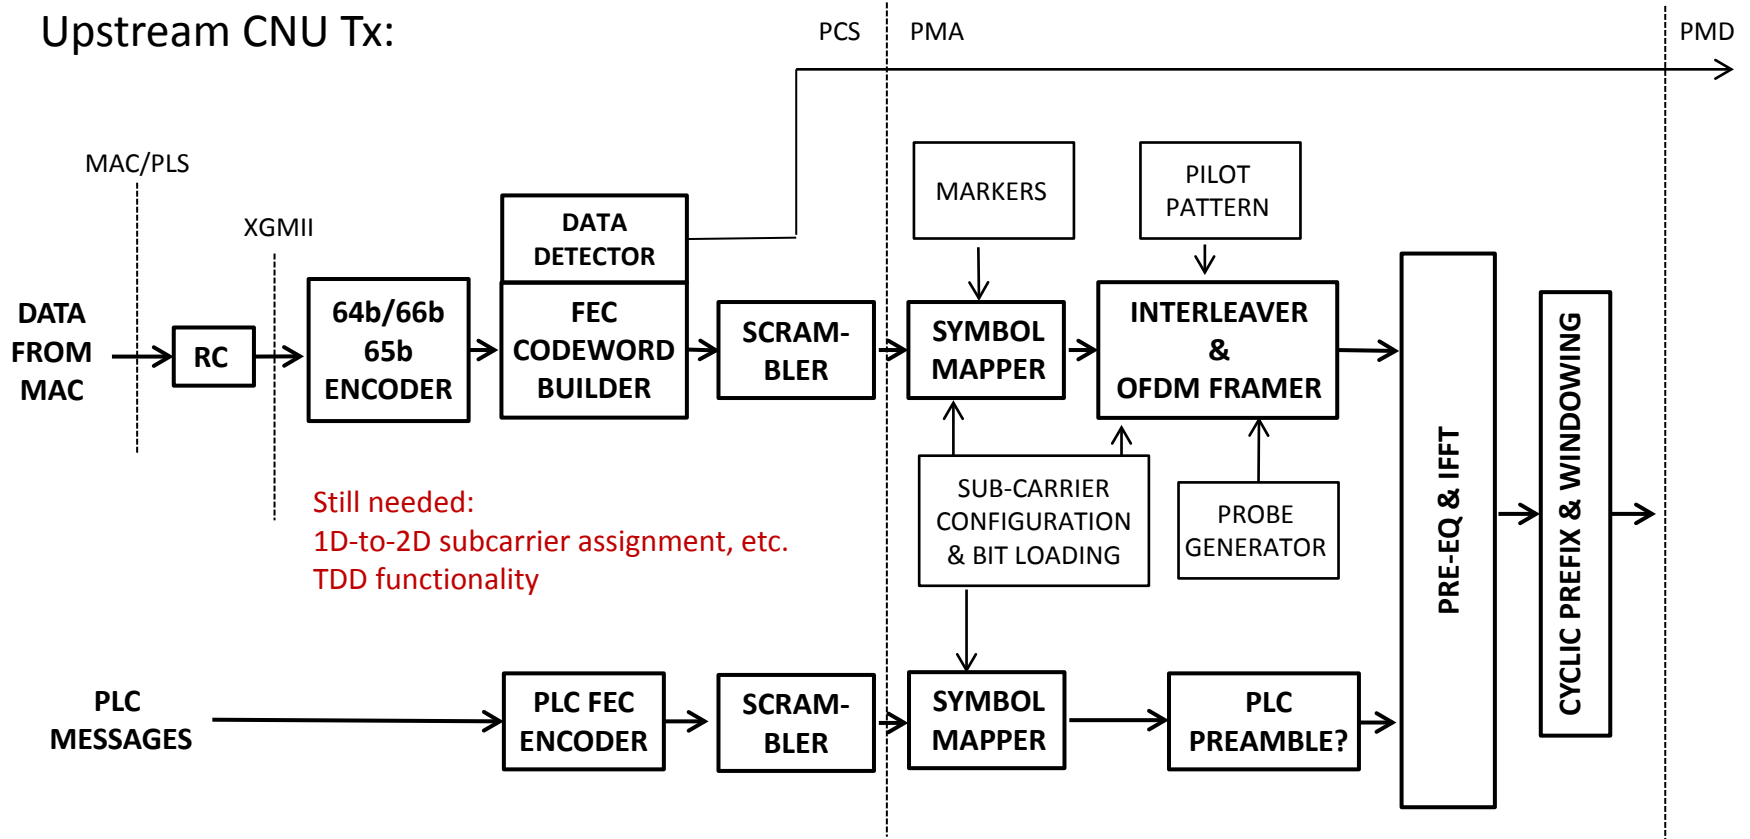 Upstream CNU Tx:
PCS
PMA
PMD
MAC/PLS
XGMII
DATA
DETECTOR
MARKERS
PILOT
PATTERN
DATA
FROM
MAC
RC
64b/66b
65b
ENCODER
FEC
CODEWORD
BUILDER
SCRAM-
BLER
SYMBOL
MAPPER
INTERLEAVER
&
OFDM FRAMER
PRE-EQ & IFFT
CYCLIC PREFIX & WINDOWING
Still needed:
1D-to-2D subcarrier assignment, etc.
TDD functionality
SUB-CARRIER
CONFIGURATION
& BIT LOADING
PROBE
GENERATOR
PLC
MESSAGES
PLC FEC
ENCODER
SCRAM-
BLER
SYMBOL
MAPPER
PLC
PREAMBLE?